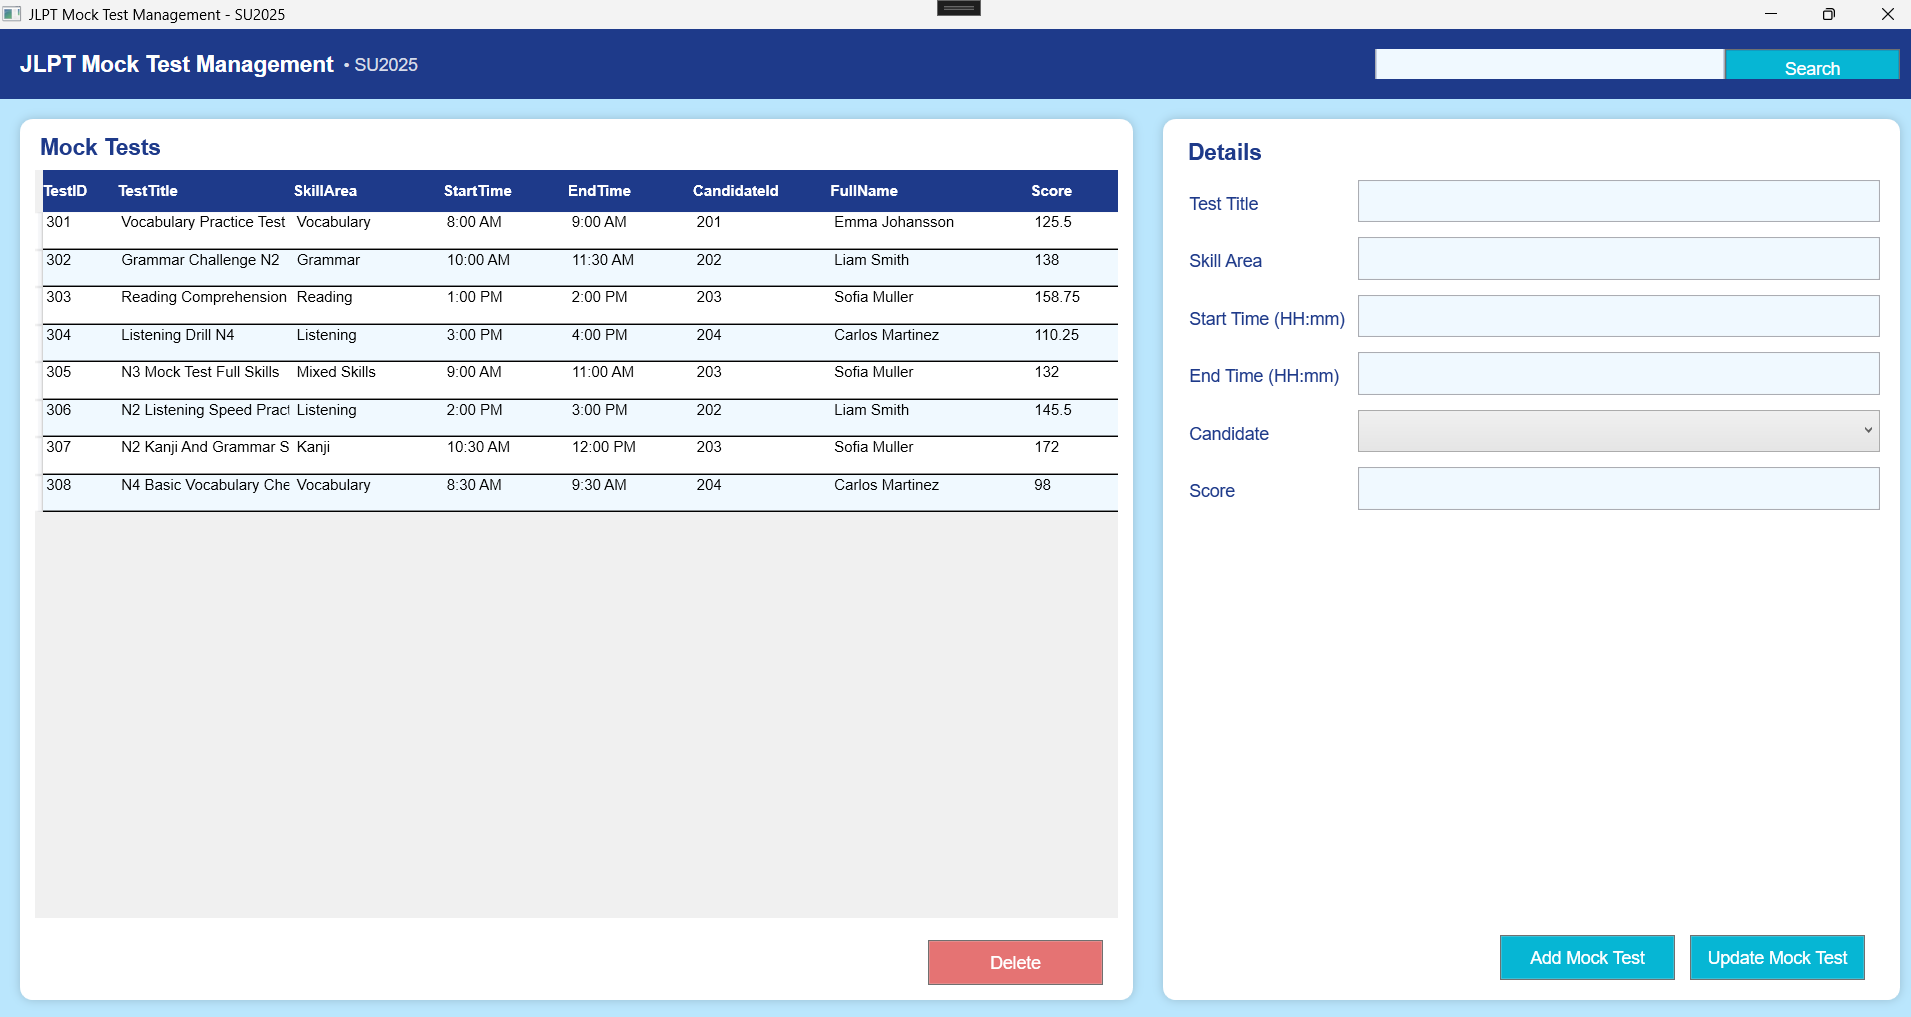 JLPT Mock Test Management - SU2025
JLPT Mock Test Management • SU2025
Search
Mock Tests
TestID TestTitle SkillArea StartTime EndTime CandidateId FullName Score
301 Vocabulary Practice Test Vocabulary 8:00 AM 9:00 AM 201 Emma Johansson 125.5
302 Grammar Challenge N2 Grammar 10:00 AM 11:30 AM 202 Liam Smith 138
303 Reading Comprehension Reading 1:00 PM 2:00 PM 203 Sofia Muller 158.75
304 Listening Drill N4 Listening 3:00 PM 4:00 PM 204 Carlos Martinez 110.25
305 N3 Mock Test Full Skills Mixed Skills 9:00 AM 11:00 AM 203 Sofia Muller 132
306 N2 Listening Speed Pract Listening 2:00 PM 3:00 PM 202 Liam Smith 145.5
307 N2 Kanji And Grammar S Kanji 10:30 AM 12:00 PM 203 Sofia Muller 172
308 N4 Basic Vocabulary Che Vocabulary 8:30 AM 9:30 AM 204 Carlos Martinez 98
Delete
Details
Test Title
Skill Area
Start Time (HH:mm)
End Time (HH:mm)
Candidate
Score
Add Mock Test
Update Mock Test